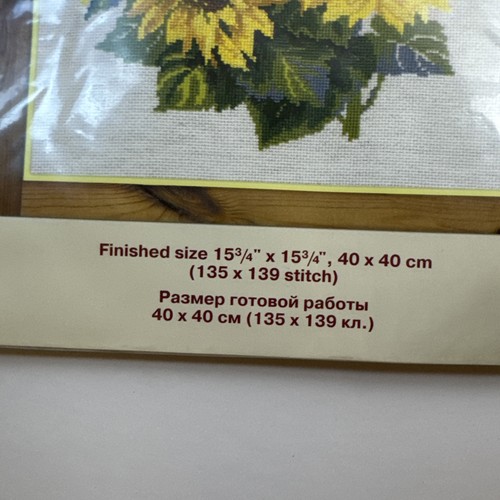 Finished size 15¾" x 15¾", 40 x 40 cm
(135 x 139 stitch)
Размер готовой работы
40 x 40 см (135 x 139 кл.)